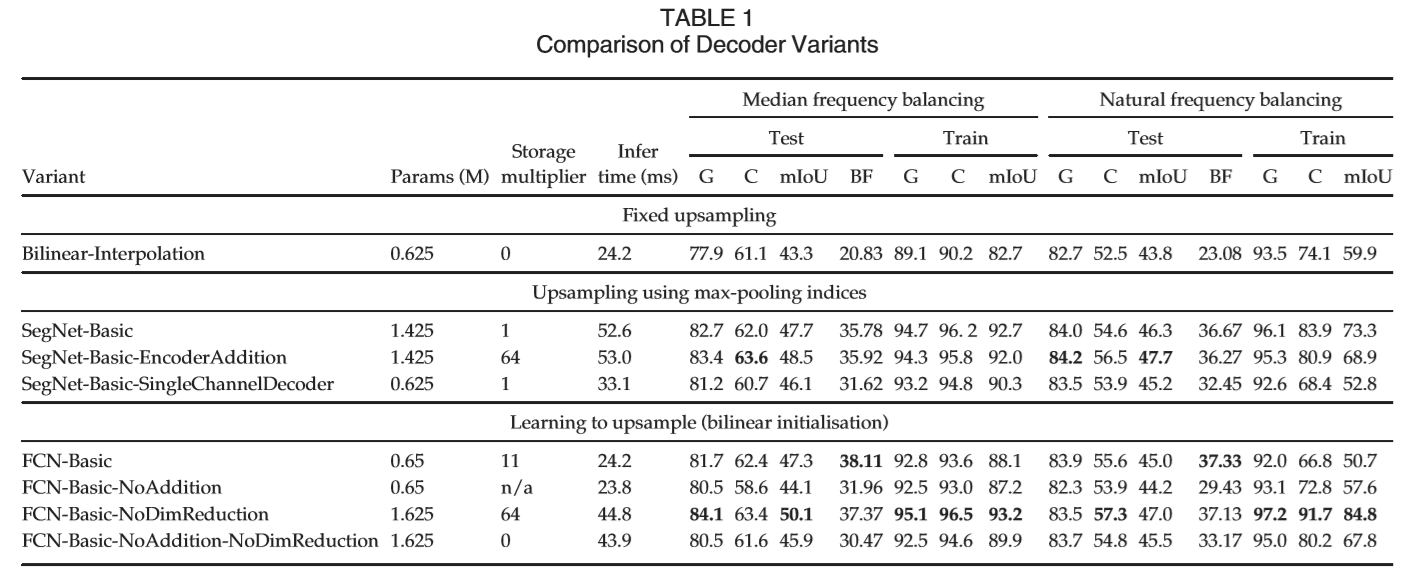 TABLE 1
Comparison of Decoder Variants
Median frequency balancing Natural frequency balancing
Test Train Test Train
Storage Infer
Variant Params (M) multiplier time (ms) G C mIoU BF G C mIoU G C mIoU BF G C mIoU
Fixed upsampling
Bilinear-Interpolation 0.625 0 24.2 77.9 61.1 43.3 20.83 89.1 90.2 82.7 82.7 52.5 43.8 23.08 93.5 74.1 59.9
Upsampling using max-pooling indices
SegNet-Basic 1.425 1 52.6 82.7 62.0 47.7 35.78 94.7 96. 2 92.7 84.0 54.6 46.3 36.67 96.1 83.9 73.3
SegNet-Basic-EncoderAddition 1.425 64 53.0 83.4 63.6 48.5 35.92 94.3 95.8 92.0 84.2 56.5 47.7 36.27 95.3 80.9 68.9
SegNet-Basic-SingleChannelDecoder 0.625 1 33.1 81.2 60.7 46.1 31.62 93.2 94.8 90.3 83.5 53.9 45.2 32.45 92.6 68.4 52.8
Learning to upsample (bilinear initialisation)
FCN-Basic 0.65 11 24.2 81.7 62.4 47.3 38.11 92.8 93.6 88.1 83.9 55.6 45.0 37.33 92.0 66.8 50.7
FCN-Basic-NoAddition 0.65 n/a 23.8 80.5 58.6 44.1 31.96 92.5 93.0 87.2 82.3 53.9 44.2 29.43 93.1 72.8 57.6
FCN-Basic-NoDimReduction 1.625 64 44.8 84.1 63.4 50.1 37.37 95.1 96.5 93.2 83.5 57.3 47.0 37.13 97.2 91.7 84.8
FCN-Basic-NoAddition-NoDimReduction 1.625 0 43.9 80.5 61.6 45.9 30.47 92.5 94.6 89.9 83.7 54.8 45.5 33.17 95.0 80.2 67.8